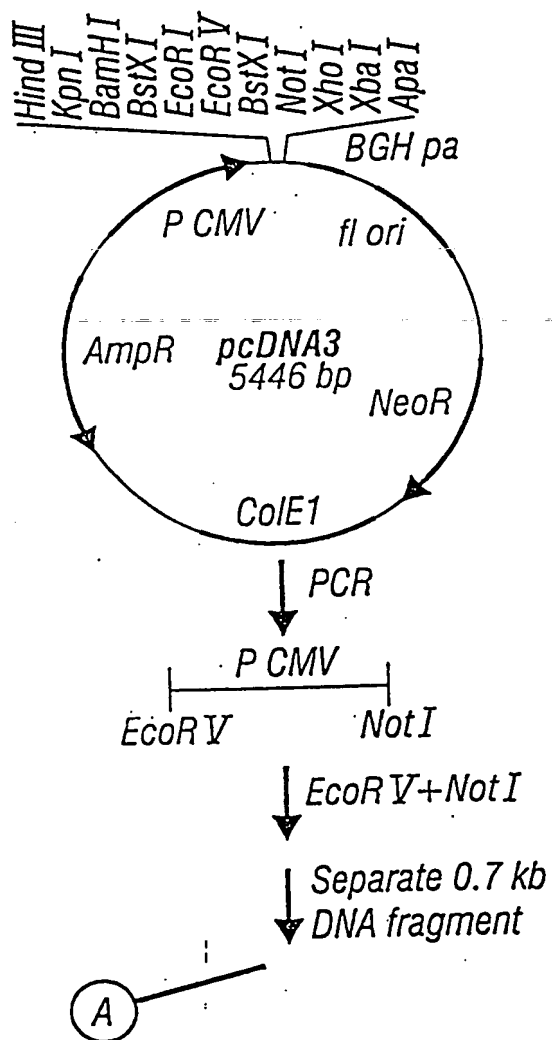 Hind III
Kpn I
BamH I
BstX I
EcoR I
EcoR V
BstX I
Not I
Xho I
Xba I
Apa I
BGH pa
P CMV
fl ori
AmpR
pcDNA3
5446 bp
NeoR
ColE1
PCR
P CMV
EcoR V
Not I
EcoR V+Not I
Separate 0.7 kb
DNA fragment
A